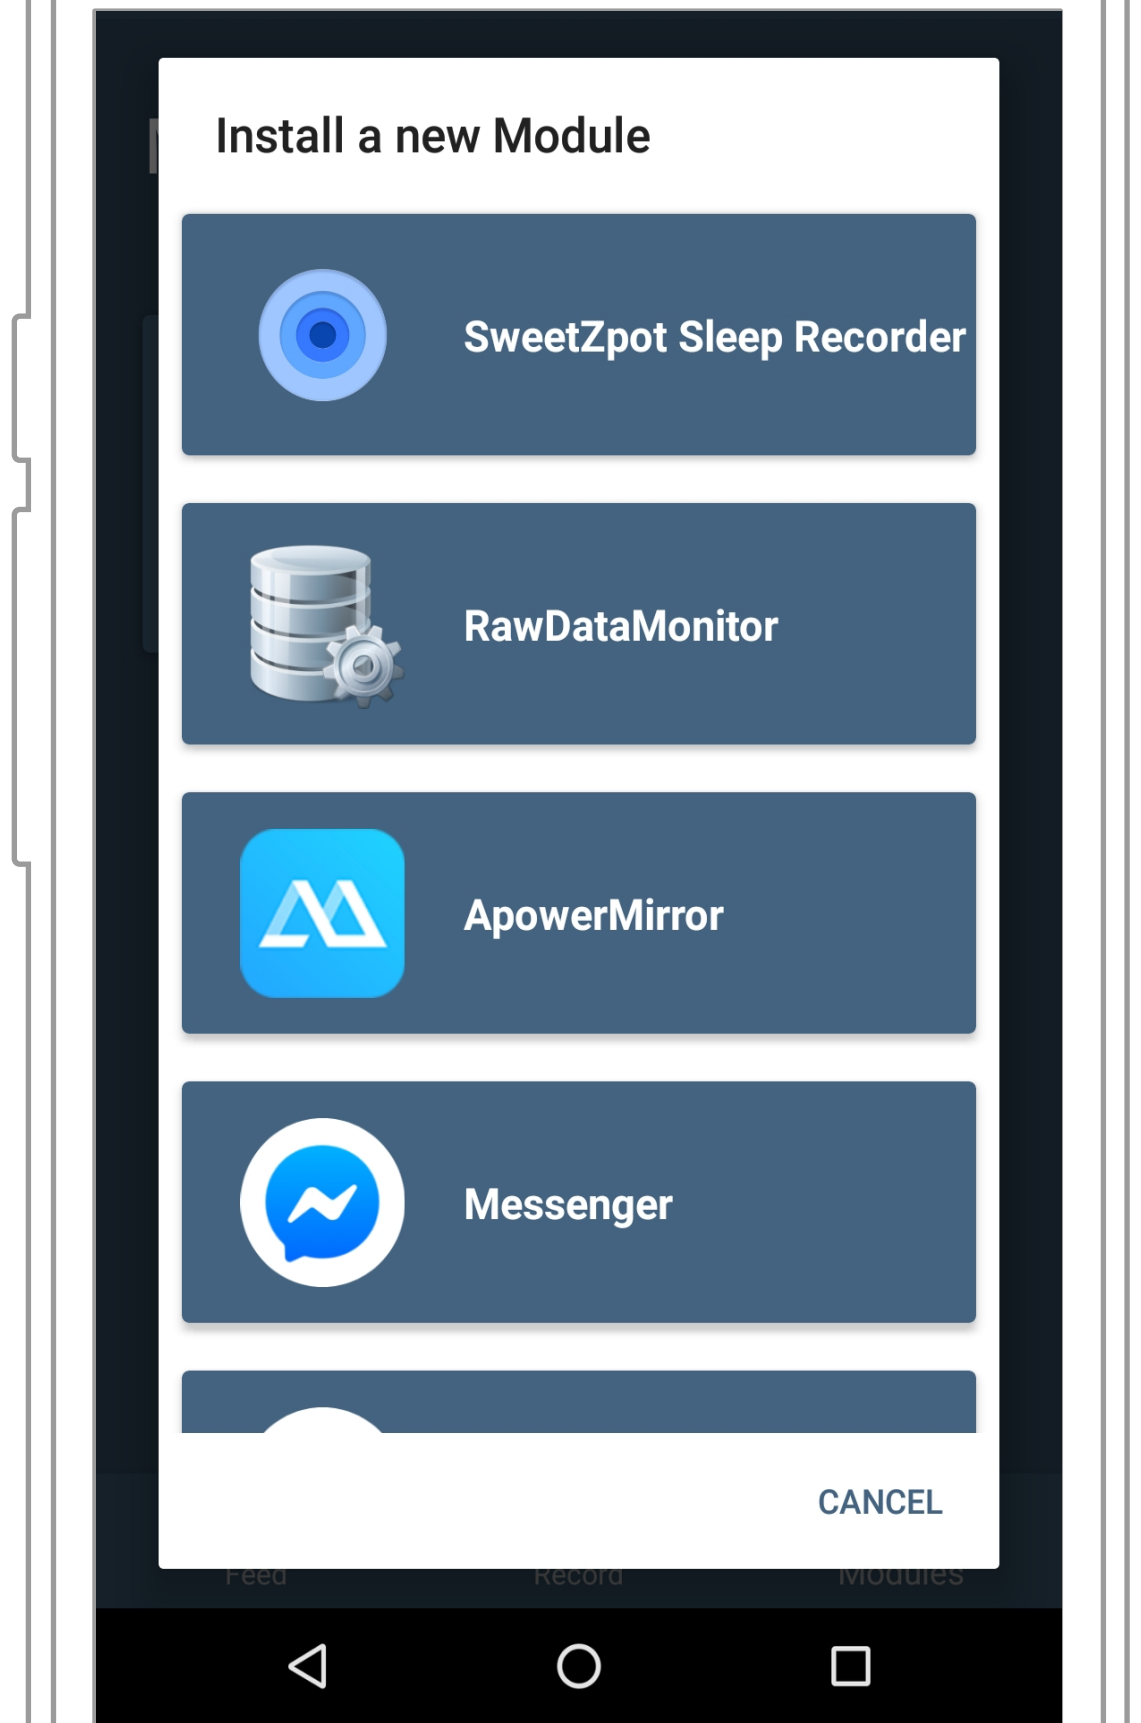 Install a new Module
SweetZpot Sleep Recorder
RawDataMonitor
ApowerMirror
Messenger
CANCEL
Feed
Record
Modules